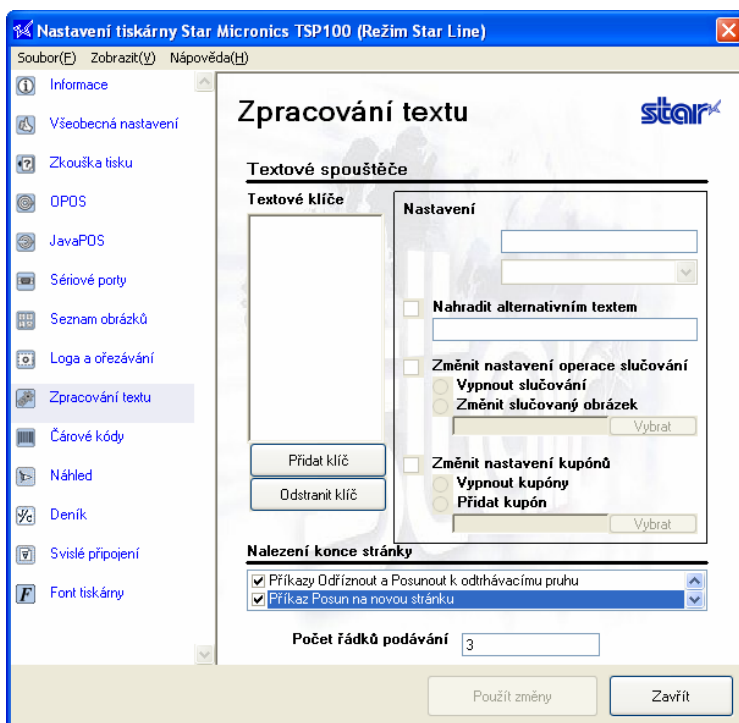 Nastavení tiskárny Star Micronics TSP100 (Režim Star Line)
Soubor(F) Zobrazit(V) Nápověda(H)
Informace
Všeobecná nastavení
Zkouška tisku
OPOS
JavaPOS
Sériové porty
Seznam obrázků
Loga a ořezávání
Zpracování textu
Čárové kódy
Náhled
Deník
Svislé připojení
Font tiskárny
Zpracování textu
star
Textové spouštěče
Textové klíče
Přidat klíč
Odstranit klíč
Nastavení
Nahradit alternativním textem
Změnit nastavení operace slučování
Vypnout slučování
Změnit slučovaný obrázek
Vybrat
Změnit nastavení kupónů
Vypnout kupóny
Přidat kupón
Vybrat
Nalezení konce stránky
Příkazy Odříznout a Posunout k odtrhávacímu pruhu
Příkaz Posun na novou stránku
Počet řádků podávání 3
Použít změny Zavřít